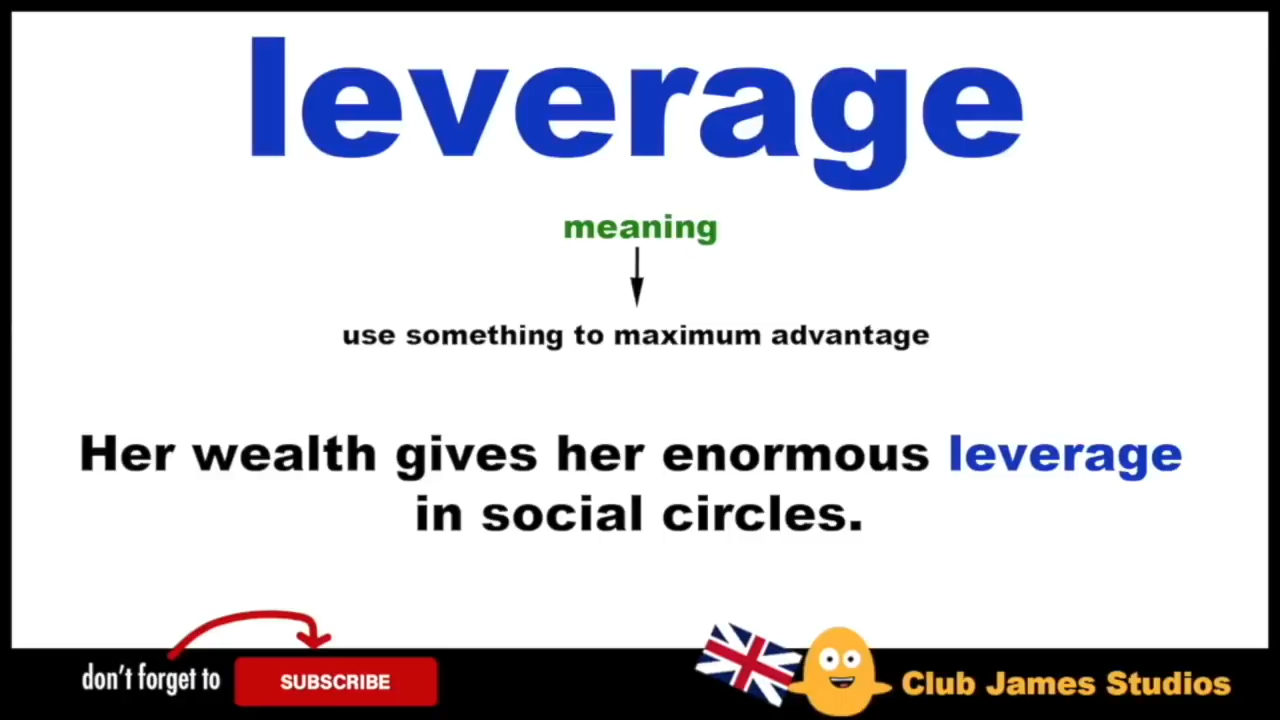 leverage
meaning
use something to maximum advantage
Her wealth gives her enormous leverage
in social circles.
don't forget to SUBSCRIBE
Club James Studios